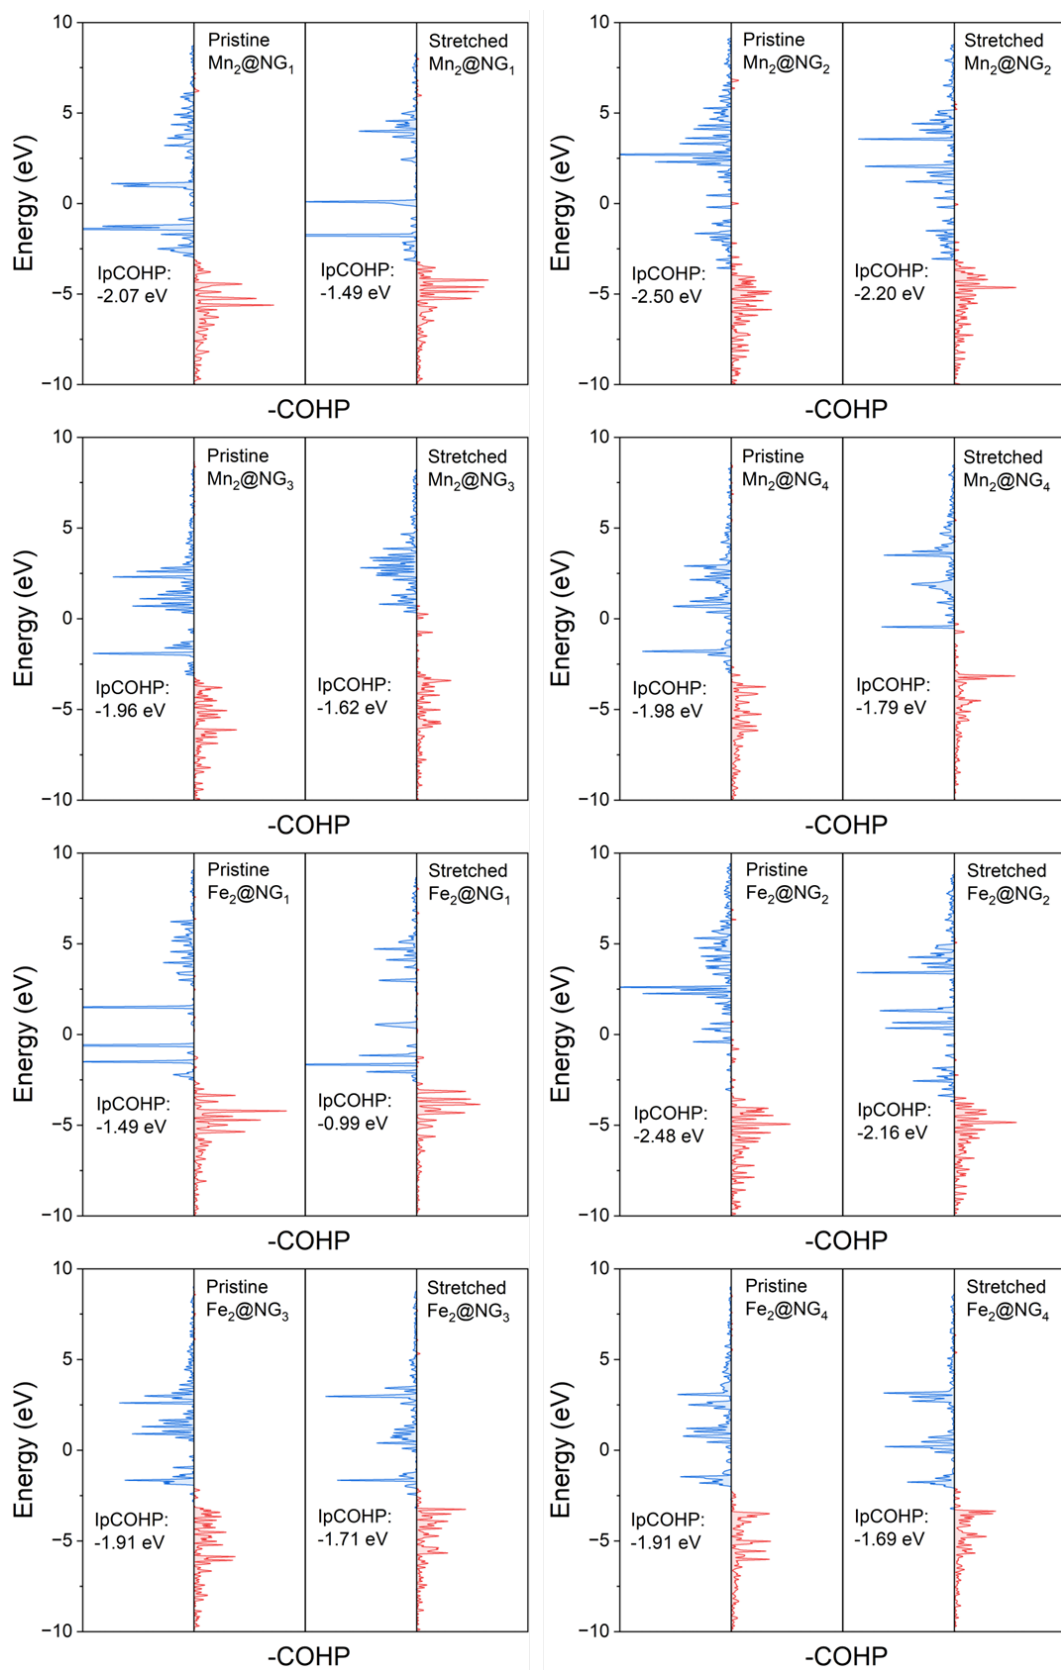 10
5
0
−5
−10
Energy (eV)
Pristine
Mn₂@NG₁
IpCOHP:
-2.07 eV
Stretched
Mn₂@NG₁
IpCOHP:
-1.49 eV
-COHP
10
5
0
−5
−10
Energy (eV)
Pristine
Mn₂@NG₂
IpCOHP:
-2.50 eV
Stretched
Mn₂@NG₂
IpCOHP:
-2.20 eV
-COHP
10
5
0
−5
−10
Energy (eV)
Pristine
Mn₂@NG₃
IpCOHP:
-1.96 eV
Stretched
Mn₂@NG₃
IpCOHP:
-1.62 eV
-COHP
10
5
0
−5
−10
Energy (eV)
Pristine
Mn₂@NG₄
IpCOHP:
-1.98 eV
Stretched
Mn₂@NG₄
IpCOHP:
-1.79 eV
-COHP
10
5
0
−5
−10
Energy (eV)
Pristine
Fe₂@NG₁
IpCOHP:
-1.49 eV
Stretched
Fe₂@NG₁
IpCOHP:
-0.99 eV
-COHP
10
5
0
−5
−10
Energy (eV)
Pristine
Fe₂@NG₂
IpCOHP:
-2.48 eV
Stretched
Fe₂@NG₂
IpCOHP:
-2.16 eV
-COHP
10
5
0
−5
−10
Energy (eV)
Pristine
Fe₂@NG₃
IpCOHP:
-1.91 eV
Stretched
Fe₂@NG₃
IpCOHP:
-1.71 eV
-COHP
10
5
0
−5
−10
Energy (eV)
Pristine
Fe₂@NG₄
IpCOHP:
-1.91 eV
Stretched
Fe₂@NG₄
IpCOHP:
-1.69 eV
-COHP